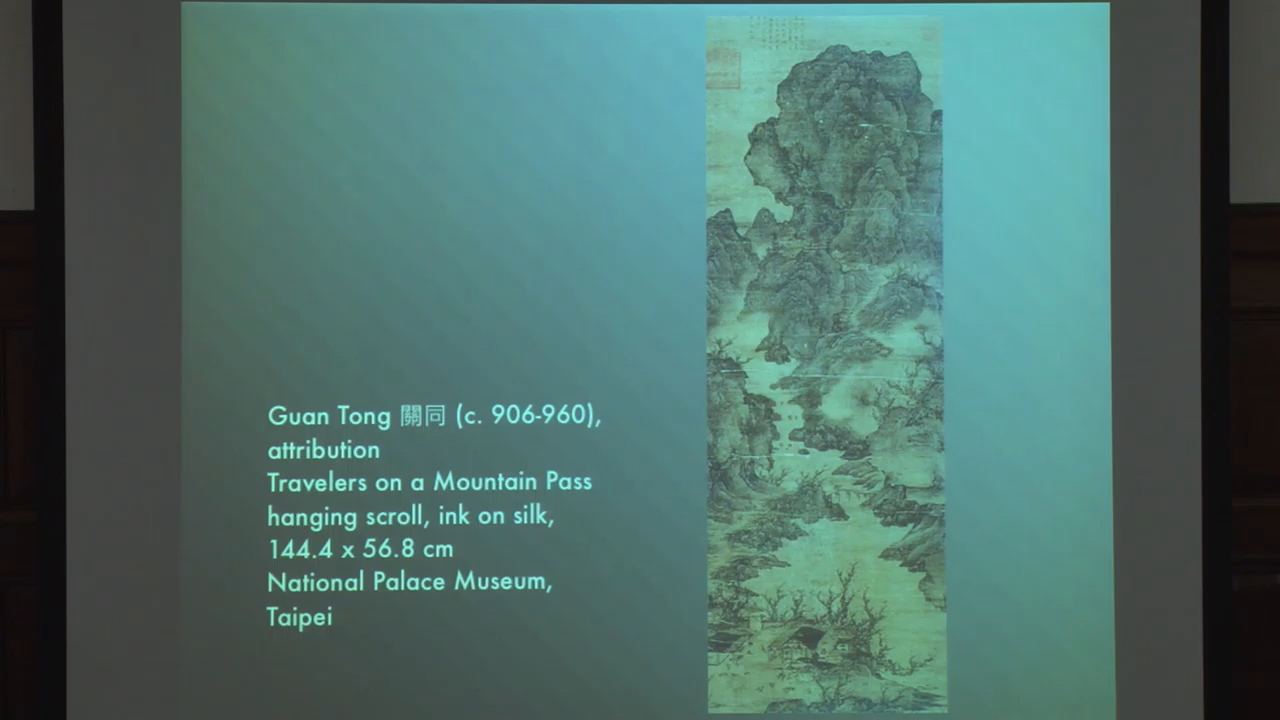 Guan Tong 關同 (c. 906-960),
attribution
Travelers on a Mountain Pass
hanging scroll, ink on silk,
144.4 x 56.8 cm
National Palace Museum,
Taipei